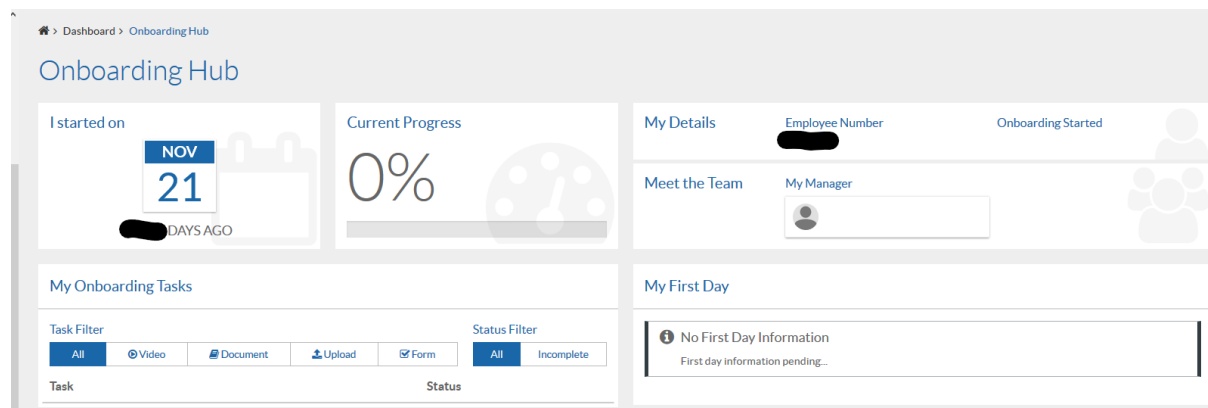 > Dashboard > Onboarding Hub
Onboarding Hub
I started on
NOV
21
DAYS AGO
Current Progress
0%
My Details
Employee Number
Onboarding Started
Meet the Team
My Manager
My Onboarding Tasks
Task Filter
All
Video
Document
Upload
Form
Status Filter
All
Incomplete
Task
Status
My First Day
No First Day Information
First day information pending...